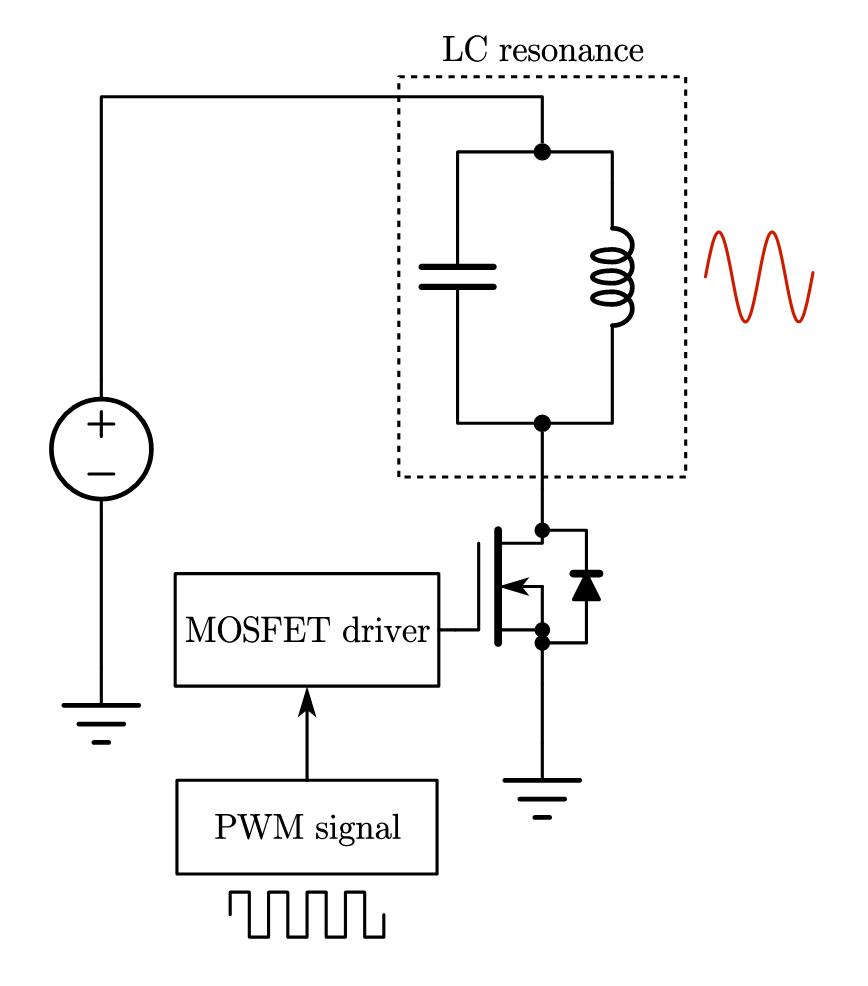 LC resonance
+
−
MOSFET driver
PWM signal